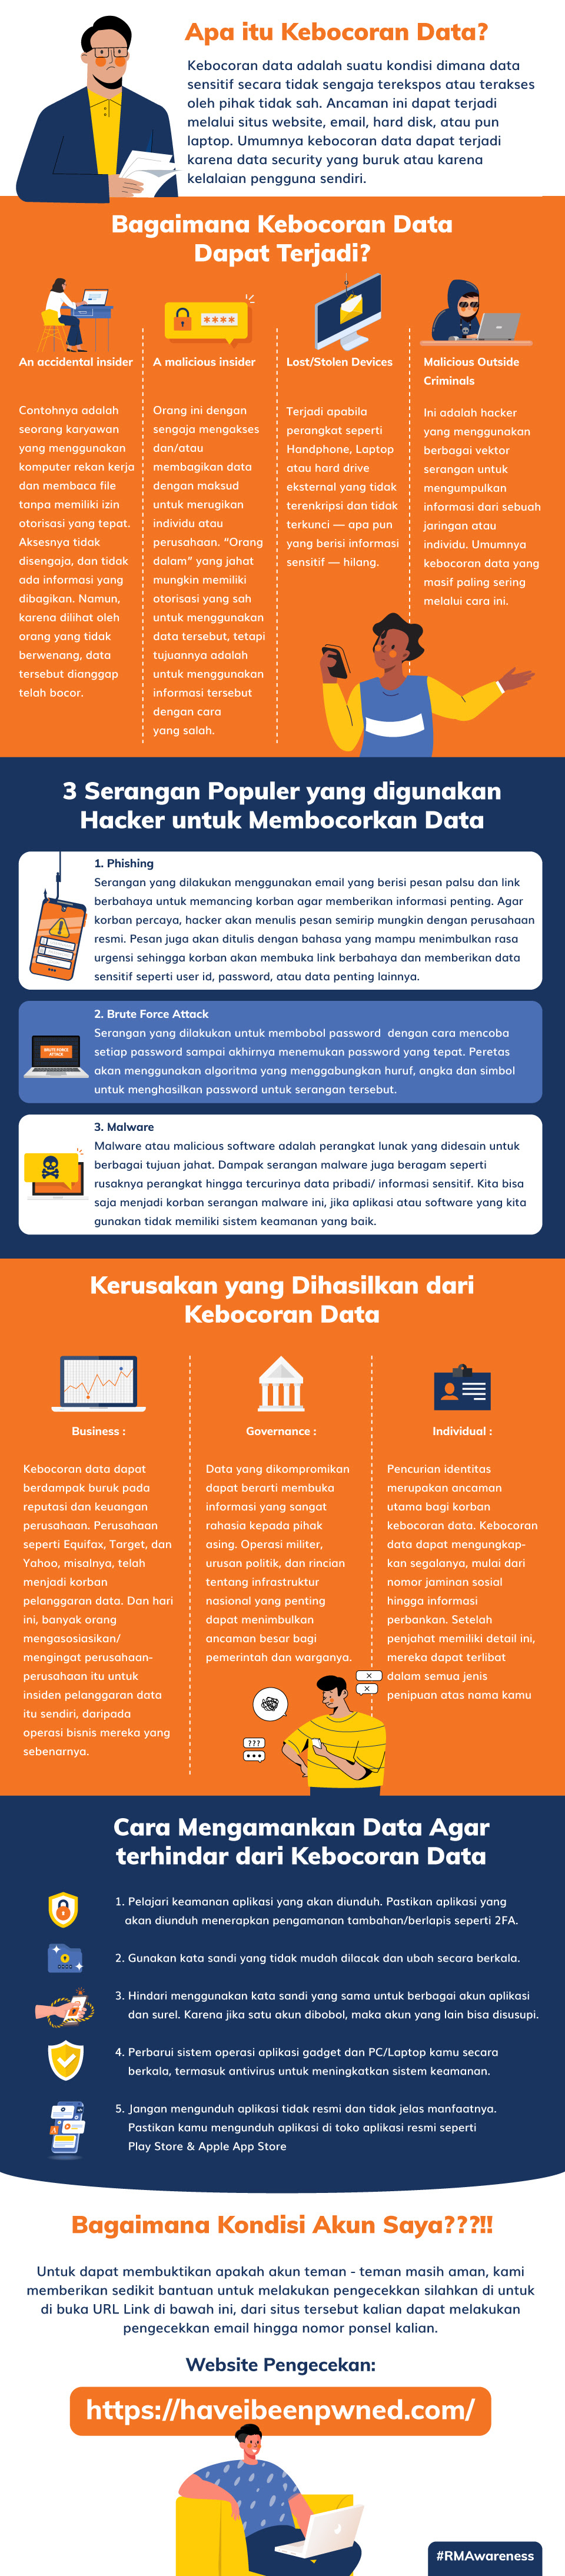 Apa itu Kebocoran Data?
Kebocoran data adalah suatu kondisi dimana data
sensitif secara tidak sengaja terekspos atau terakses
oleh pihak tidak sah. Ancaman ini dapat terjadi
melalui situs website, email, hard disk, atau pun
laptop. Umumnya kebocoran data dapat terjadi
karena data security yang buruk atau karena
kelalaian pengguna sendiri.
Bagaimana Kebocoran Data
Dapat Terjadi?
****
An accidental insider
Contohnya adalah
seorang karyawan
yang menggunakan
komputer rekan kerja
dan membaca file
tanpa memiliki izin
otorisasi yang tepat.
Aksesnya tidak
disengaja, dan tidak
ada informasi yang
dibagikan. Namun,
karena dilihat oleh
orang yang tidak
berwenang, data
tersebut dianggap
telah bocor.
A malicious insider
Orang ini dengan
sengaja mengakses
dan/atau
membagikan data
dengan maksud
untuk merugikan
individu atau
perusahaan. “Orang
dalam” yang jahat
mungkin memiliki
otorisasi yang sah
untuk menggunakan
data tersebut, tetapi
tujuannya adalah
untuk menggunakan
informasi tersebut
dengan cara
yang salah.
Lost/Stolen Devices
Terjadi apabila
perangkat seperti
Handphone, Laptop
atau hard drive
eksternal yang tidak
terenkripsi dan tidak
terkunci — apa pun
yang berisi informasi
sensitif — hilang.
Malicious Outside
Criminals
Ini adalah hacker
yang menggunakan
berbagai vektor
serangan untuk
mengumpulkan
informasi dari sebuah
jaringan atau
individu. Umumnya
kebocoran data yang
masif paling sering
melalui cara ini.
3 Serangan Populer yang digunakan
Hacker untuk Membocorkan Data
1. Phishing
Serangan yang dilakukan menggunakan email yang berisi pesan palsu dan link
berbahaya untuk memancing korban agar memberikan informasi penting. Agar
korban percaya, hacker akan menulis pesan semirip mungkin dengan perusahaan
resmi. Pesan juga akan ditulis dengan bahasa yang mampu menimbulkan rasa
urgensi sehingga korban akan membuka link berbahaya dan memberikan data
sensitif seperti user id, password, atau data penting lainnya.
BRUTE FORCE
ATTACK
2. Brute Force Attack
Serangan yang dilakukan untuk membobol password dengan cara mencoba
setiap password sampai akhirnya menemukan password yang tepat. Peretas
akan menggunakan algoritma yang menggabungkan huruf, angka dan simbol
untuk menghasilkan password untuk serangan tersebut.
3. Malware
Malware atau malicious software adalah perangkat lunak yang didesain untuk
berbagai tujuan jahat. Dampak serangan malware juga beragam seperti
rusaknya perangkat hingga tercurinya data pribadi/ informasi sensitif. Kita bisa
saja menjadi korban serangan malware ini, jika aplikasi atau software yang kita
gunakan tidak memiliki sistem keamanan yang baik.
Kerusakan yang Dihasilkan dari
Kebocoran Data
Business :
Kebocoran data dapat
berdampak buruk pada
reputasi dan keuangan
perusahaan. Perusahaan
seperti Equifax, Target, dan
Yahoo, misalnya, telah
menjadi korban
pelanggaran data. Dan hari
ini, banyak orang
mengasosiasikan/
mengingat perusahaan-
perusahaan itu untuk
insiden pelanggaran data
itu sendiri, daripada
operasi bisnis mereka yang
sebenarnya.
Governance :
Data yang dikompromikan
dapat berarti membuka
informasi yang sangat
rahasia kepada pihak
asing. Operasi militer,
urusan politik, dan rincian
tentang infrastruktur
nasional yang penting
dapat menimbulkan
ancaman besar bagi
pemerintah dan warganya.
Individual :
Pencurian identitas
merupakan ancaman
utama bagi korban
kebocoran data. Kebocoran
data dapat mengungkap-
kan segalanya, mulai dari
nomor jaminan sosial
hingga informasi
perbankan. Setelah
penjahat memiliki detail ini,
mereka dapat terlibat
dalam semua jenis
penipuan atas nama kamu
???
Cara Mengamankan Data Agar
terhindar dari Kebocoran Data
1. Pelajari keamanan aplikasi yang akan diunduh. Pastikan aplikasi yang
akan diunduh menerapkan pengamanan tambahan/berlapis seperti 2FA.
2. Gunakan kata sandi yang tidak mudah dilacak dan ubah secara berkala.
3. Hindari menggunakan kata sandi yang sama untuk berbagai akun aplikasi
dan surel. Karena jika satu akun dibobol, maka akun yang lain bisa disusupi.
4. Perbarui sistem operasi aplikasi gadget dan PC/Laptop kamu secara
berkala, termasuk antivirus untuk meningkatkan sistem keamanan.
5. Jangan mengunduh aplikasi tidak resmi dan tidak jelas manfaatnya.
Pastikan kamu mengunduh aplikasi di toko aplikasi resmi seperti
Play Store & Apple App Store
Bagaimana Kondisi Akun Saya???!!
Untuk dapat membuktikan apakah akun teman - teman masih aman, kami
memberikan sedikit bantuan untuk melakukan pengecekkan silahkan di untuk
di buka URL Link di bawah ini, dari situs tersebut kalian dapat melakukan
pengecekkan email hingga nomor ponsel kalian.
Website Pengecekan:
https://haveibeenpwned.com/
#RMAwareness